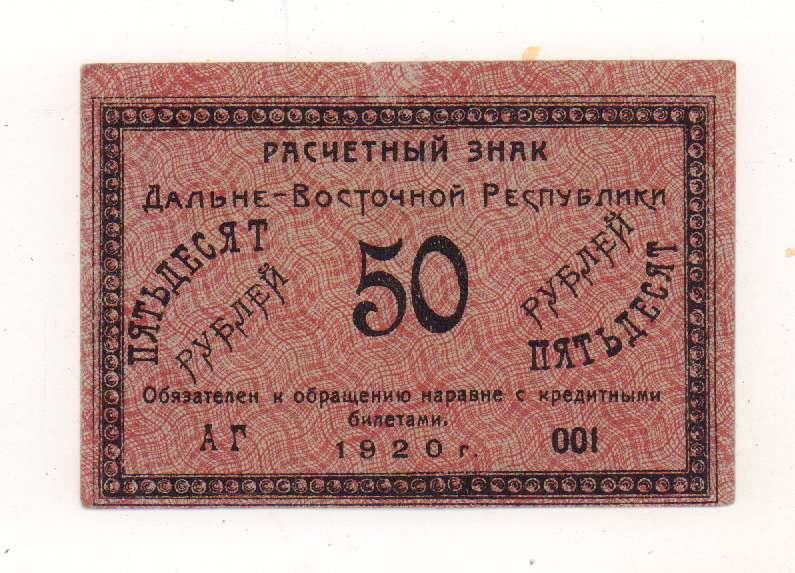 РАСЧЕТНЫЙ ЗНАК
ДАЛЬНЕ-ВОСТОЧНОЙ РЕСПУБЛИКИ
ПЯТЬДЕСЯТ
РУБЛЕЙ
50
РУБЛЕЙ
ПЯТЬДЕСЯТ
Обязателен к обращению наравне с кредитными
билетами.
АГ 1920 г. 001